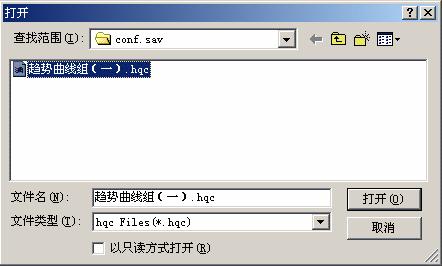 打开
查找范围(I): conf.sav
趋势曲线组(一).hqc
文件名(N): 趋势曲线组(一).hqc 打开(O)
文件类型(T): hqc Files(*.hqc) 取消
以只读方式打开(R)